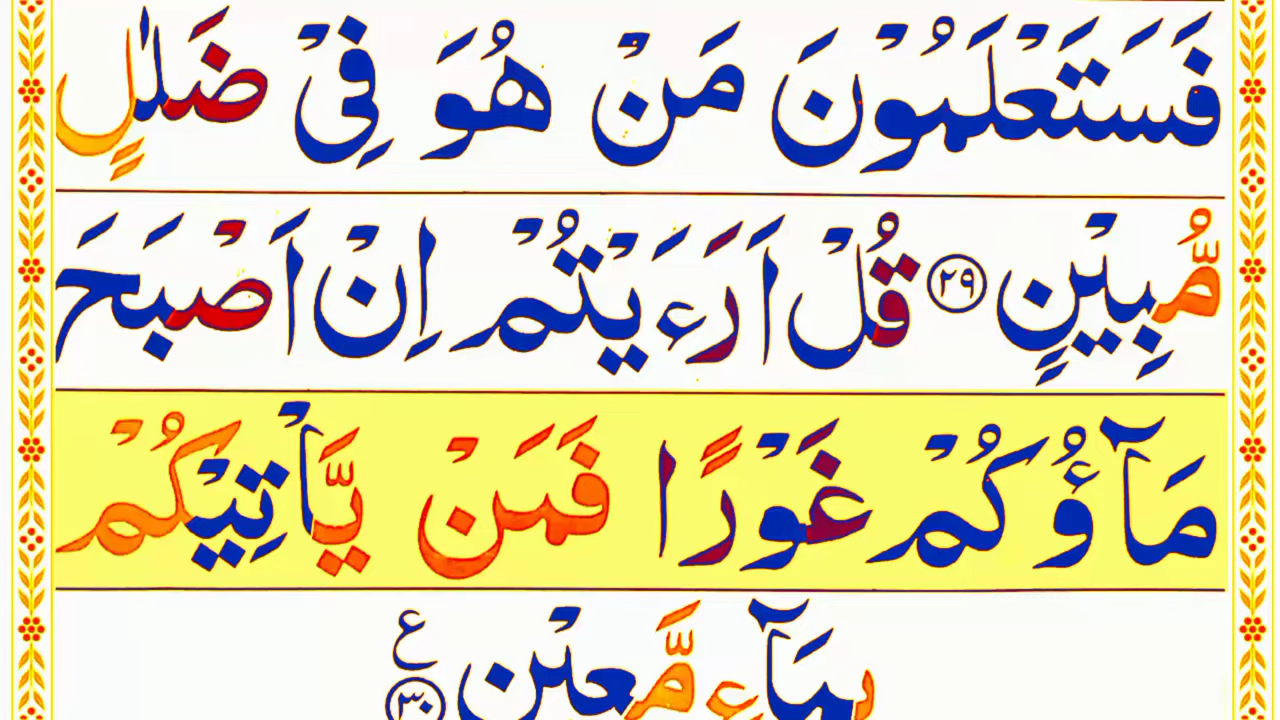 فَسَتَعْلَمُوْنَ مَنْ هُوَ فِیْ ضَلٰلٍ
مُّبِیْنٍ ۝۲۹ قُلْ اَرَءَیْتُمْ اِنْ اَصْبَحَ
مَآؤُكُمْ غَوْرًا فَمَنْ یَّاْتِیْكُمْ
بِمَآءٍ مَّعِیْنٍ ۝۳۰ ع